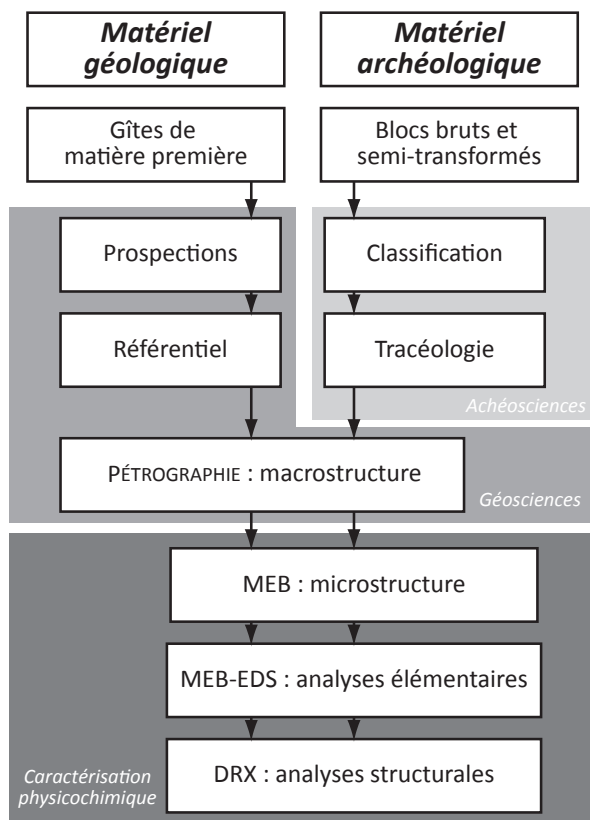 Matériel
géologique
Matériel
archéologique
Gîtes de
matière première
Blocs bruts et
semi-transformés
Prospections
Classification
Référentiel
Tracéologie
Achéosciences
PÉTROGRAPHIE : macrostructure
Géosciences
MEB : microstructure
MEB-EDS : analyses élémentaires
DRX : analyses structurales
Caractérisation
physicochimique